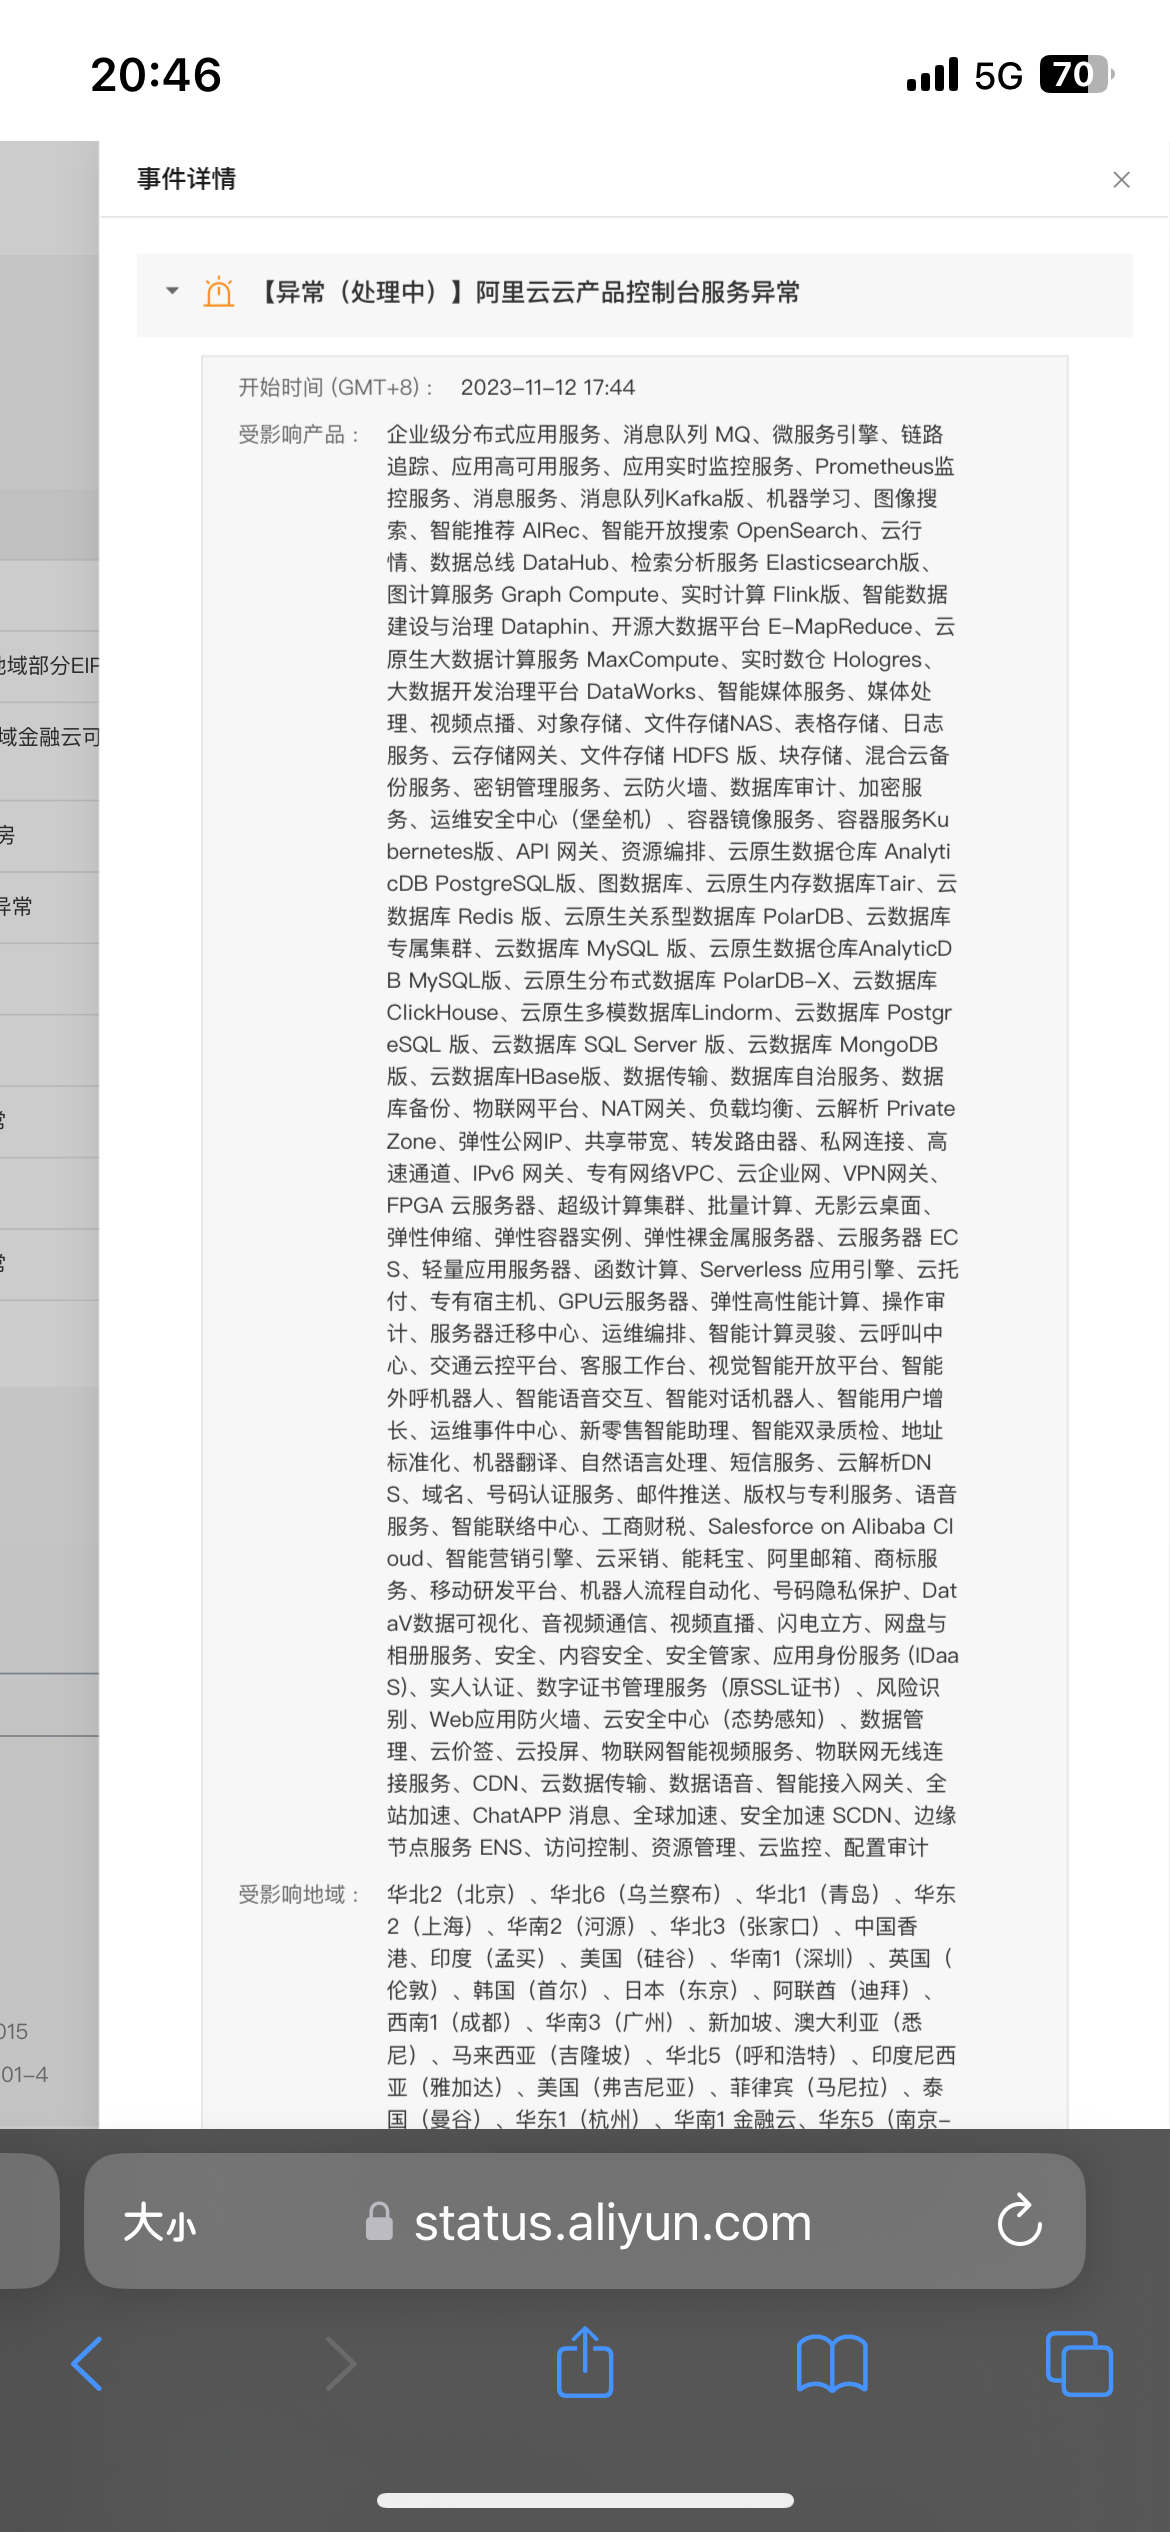 20:46
5G
70
事件详情
【异常（处理中）】阿里云云产品控制台服务异常
开始时间 (GMT+8)： 2023-11-12 17:44
受影响产品： 企业级分布式应用服务、消息队列 MQ、微服务引擎、链路
追踪、应用高可用服务、应用实时监控服务、Prometheus监
控服务、消息服务、消息队列Kafka版、机器学习、图像搜
索、智能推荐 AIRec、智能开放搜索 OpenSearch、云行
情、数据总线 DataHub、检索分析服务 Elasticsearch版、
图计算服务 Graph Compute、实时计算 Flink版、智能数据
建设与治理 Dataphin、开源大数据平台 E-MapReduce、云
原生大数据计算服务 MaxCompute、实时数仓 Hologres、
大数据开发治理平台 DataWorks、智能媒体服务、媒体处
理、视频点播、对象存储、文件存储NAS、表格存储、日志
服务、云存储网关、文件存储 HDFS 版、块存储、混合云备
份服务、密钥管理服务、云防火墙、数据库审计、加密服
务、运维安全中心（堡垒机）、容器镜像服务、容器服务Ku
bernetes版、API 网关、资源编排、云原生数据仓库 Analyti
cDB PostgreSQL版、图数据库、云原生内存数据库Tair、云
数据库 Redis 版、云原生关系型数据库 PolarDB、云数据库
专属集群、云数据库 MySQL 版、云原生数据仓库AnalyticD
B MySQL版、云原生分布式数据库 PolarDB-X、云数据库
ClickHouse、云原生多模数据库Lindorm、云数据库 Postgr
eSQL 版、云数据库 SQL Server 版、云数据库 MongoDB
版、云数据库HBase版、数据传输、数据库自治服务、数据
库备份、物联网平台、NAT网关、负载均衡、云解析 Private
Zone、弹性公网IP、共享带宽、转发路由器、私网连接、高
速通道、IPv6 网关、专有网络VPC、云企业网、VPN网关、
FPGA 云服务器、超级计算集群、批量计算、无影云桌面、
弹性伸缩、弹性容器实例、弹性裸金属服务器、云服务器 EC
S、轻量应用服务器、函数计算、Serverless 应用引擎、云托
付、专有宿主机、GPU云服务器、弹性高性能计算、操作审
计、服务器迁移中心、运维编排、智能计算灵骏、云呼叫中
心、交通云控平台、客服工作台、视觉智能开放平台、智能
外呼机器人、智能语音交互、智能对话机器人、智能用户增
长、运维事件中心、新零售智能助理、智能双录质检、地址
标准化、机器翻译、自然语言处理、短信服务、云解析DN
S、域名、号码认证服务、邮件推送、版权与专利服务、语音
服务、智能联络中心、工商财税、Salesforce on Alibaba Cl
oud、智能营销引擎、云采销、能耗宝、阿里邮箱、商标服
务、移动研发平台、机器人流程自动化、号码隐私保护、Dat
aV数据可视化、音视频通信、视频直播、闪电立方、网盘与
相册服务、安全、内容安全、安全管家、应用身份服务 (IDaa
S)、实人认证、数字证书管理服务（原SSL证书）、风险识
别、Web应用防火墙、云安全中心（态势感知）、数据管
理、云价签、云投屏、物联网智能视频服务、物联网无线连
接服务、CDN、云数据传输、数据语音、智能接入网关、全
站加速、ChatAPP 消息、全球加速、安全加速 SCDN、边缘
节点服务 ENS、访问控制、资源管理、云监控、配置审计
受影响地域： 华北2（北京）、华北6（乌兰察布）、华北1（青岛）、华东
2（上海）、华南2（河源）、华北3（张家口）、中国香
港、印度（孟买）、美国（硅谷）、华南1（深圳）、英国（
伦敦）、韩国（首尔）、日本（东京）、阿联酋（迪拜）、
西南1（成都）、华南3（广州）、新加坡、澳大利亚（悉
尼）、马来西亚（吉隆坡）、华北5（呼和浩特）、印度尼西
亚（雅加达）、美国（弗吉尼亚）、菲律宾（马尼拉）、泰
国（曼谷）、华东1（杭州）、华南1 金融云、华东5（南京-
域部分EIP
域金融云可
房
异常
常
常
015
01-4
大小
status.aliyun.com